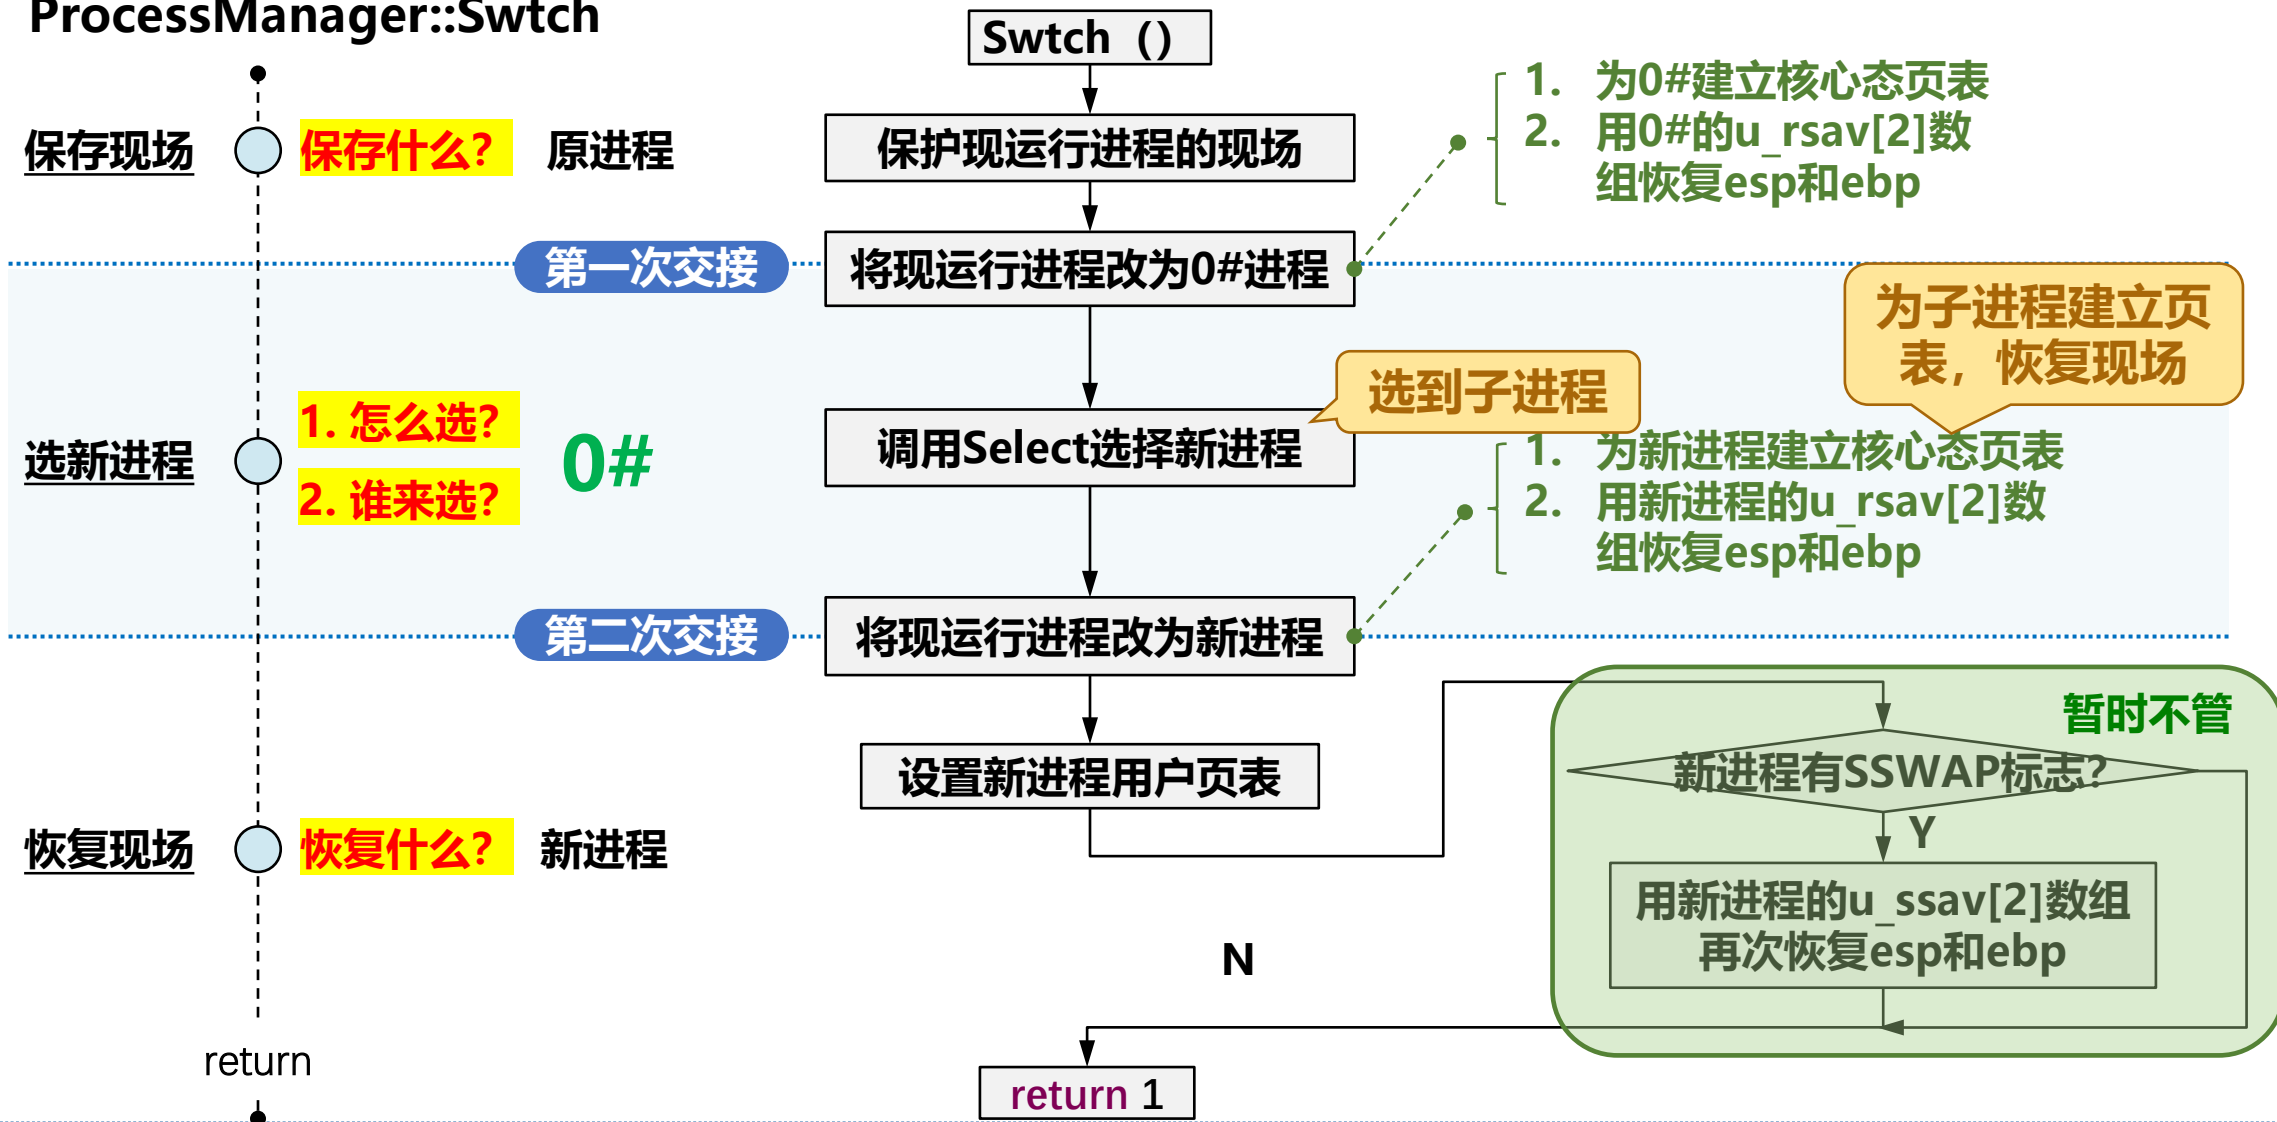 ProcessManager::Swtch
Swtch（）
1. 为0#建立核心态页表
2. 用0#的u_rsav[2]数
组恢复esp和ebp
保存现场
保存什么？
原进程
保护现运行进程的现场
第一次交接
将现运行进程改为0#进程
为子进程建立页
表，恢复现场
选到子进程
选新进程
1. 怎么选？
2. 谁来选？
0#
调用Select选择新进程
1. 为新进程建立核心态页表
2. 用新进程的u_rsav[2]数
组恢复esp和ebp
第二次交接
将现运行进程改为新进程
暂时不管
设置新进程用户页表
新进程有SSWAP标志？
Y
恢复现场
恢复什么？
新进程
用新进程的u_ssav[2]数组
再次恢复esp和ebp
N
return
return 1